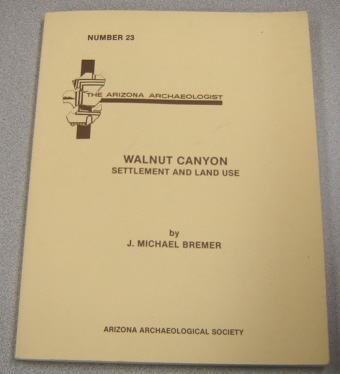 NUMBER 23
THE ARIZONA ARCHAEOLOGIST
WALNUT CANYON
SETTLEMENT AND LAND USE
by
J. MICHAEL BREMER
ARIZONA ARCHAEOLOGICAL SOCIETY